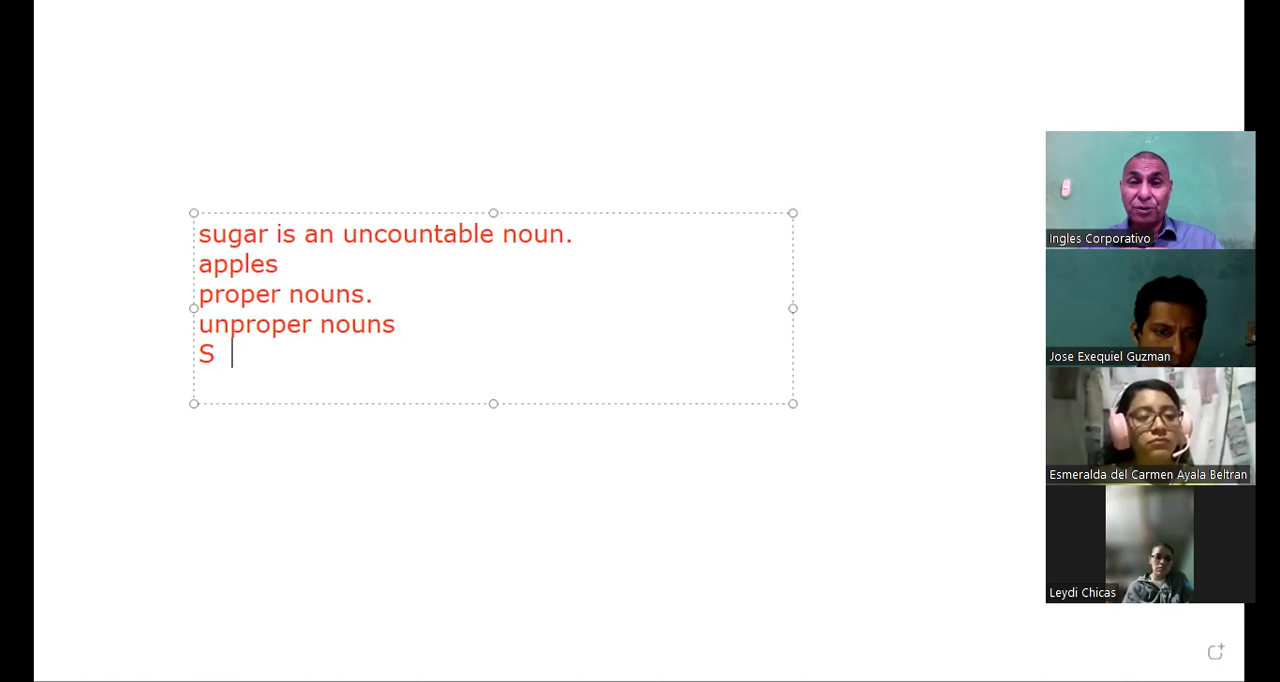 sugar is an uncountable noun.
apples
proper nouns.
unproper nouns
S
Ingles Corporativo
Jose Exequiel Guzman
Esmeralda del Carmen Ayala Beltran
Leydi Chicas